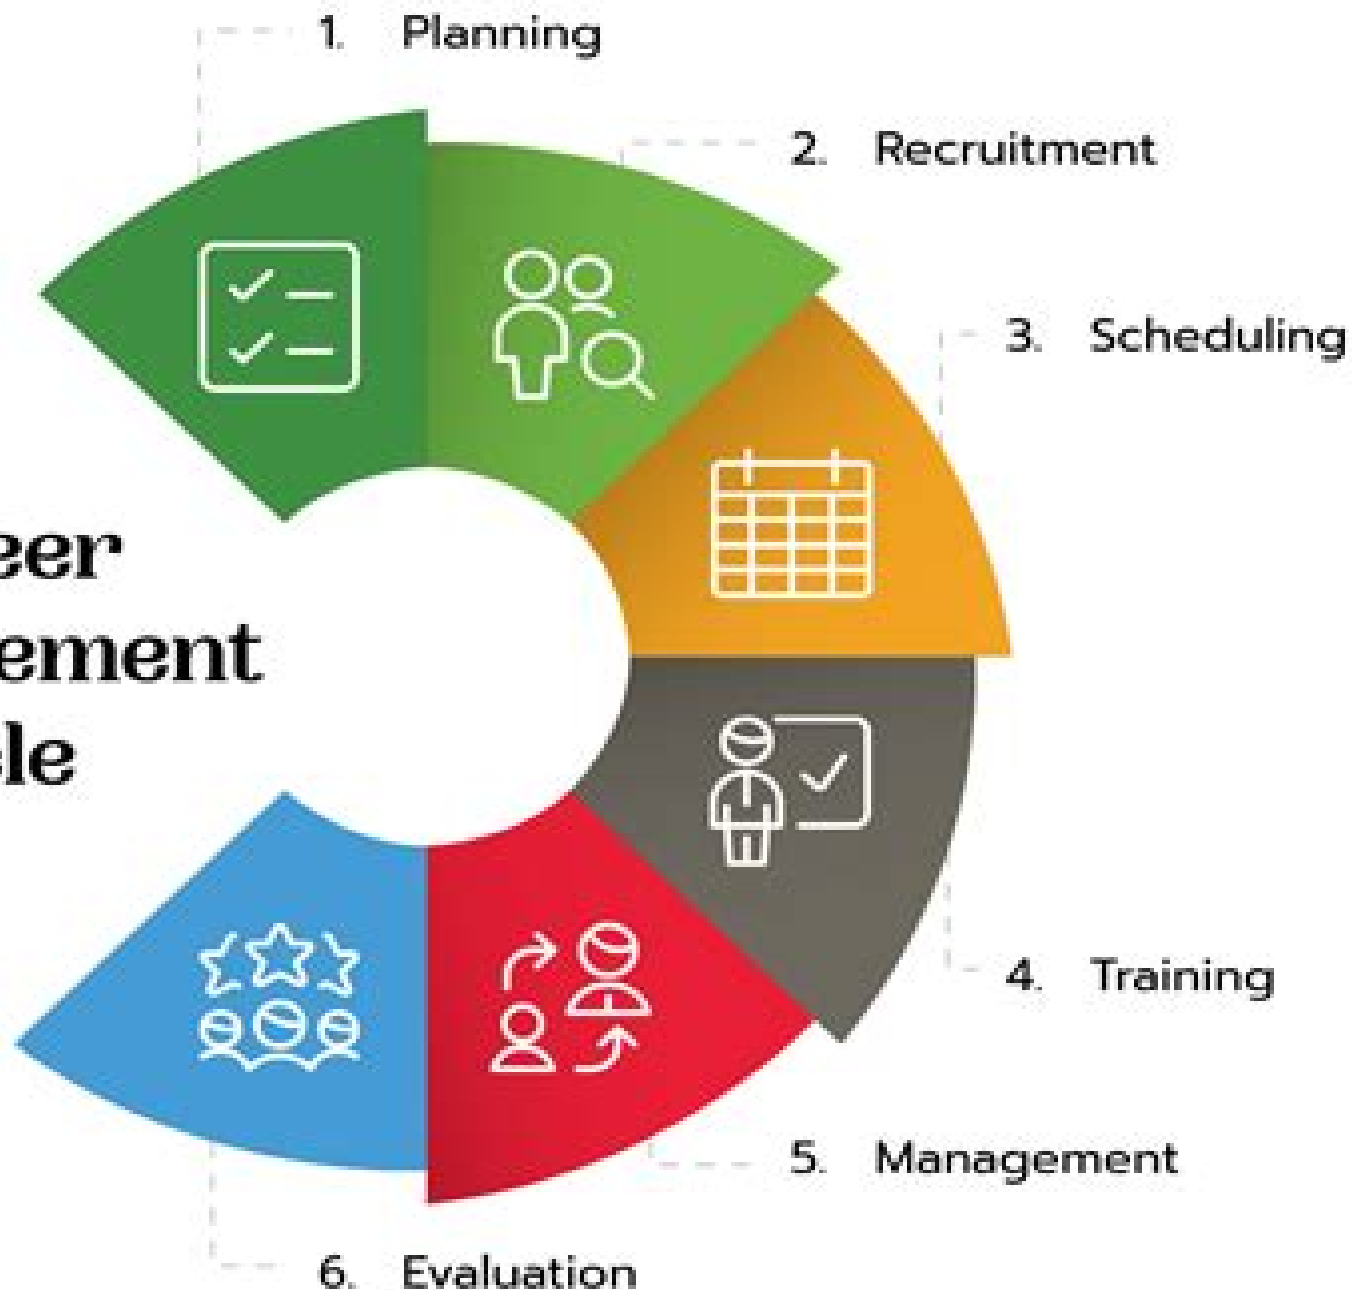 1. Planning
2. Recruitment
3. Scheduling
eer
ement
le
4. Training
5. Management
6. Evaluation